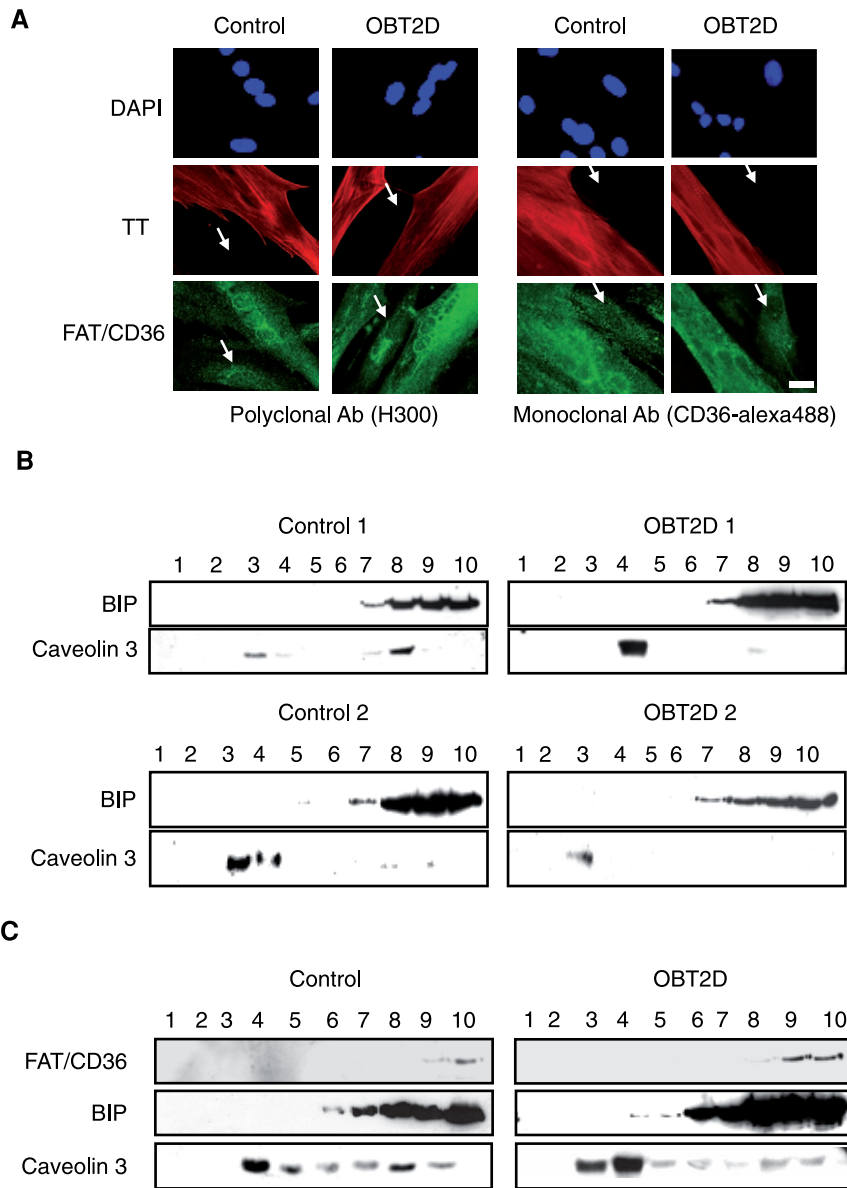 A
Control OBT2D Control OBT2D
DAPI
TT
FAT/CD36
Polyclonal Ab (H300) Monoclonal Ab (CD36-alexa488)
B
Control 1 OBT2D 1
1 2 3 4 5 6 7 8 9 10 1 2 3 4 5 6 7 8 9 10
BIP
Caveolin 3
Control 2 OBT2D 2
1 2 3 4 5 6 7 8 9 10 1 2 3 4 5 6 7 8 9 10
BIP
Caveolin 3
C
Control OBT2D
1 2 3 4 5 6 7 8 9 10 1 2 3 4 5 6 7 8 9 10
FAT/CD36
BIP
Caveolin 3